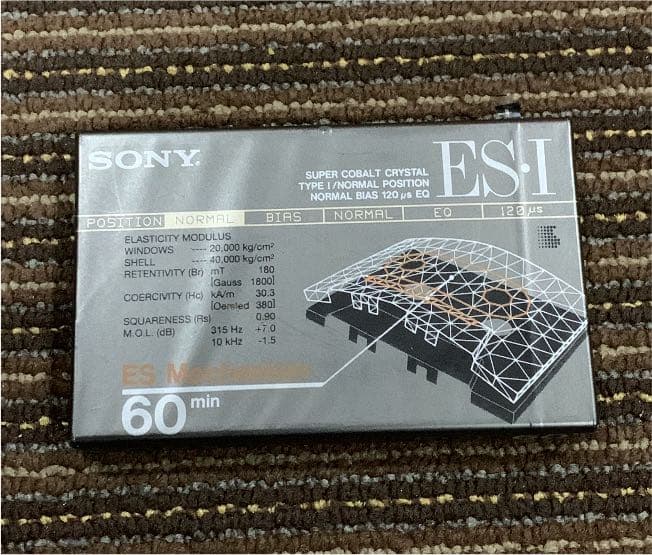 SONY.
SUPER COBALT CRYSTAL
TYPE I/NORMAL POSITION
NORMAL BIAS 120 μs EQ
ES·I
POSITION NORMAL BIAS NORMAL EQ 120 μs
ELASTICITY MODULUS
WINDOWS ---- 20,000 kg/cm²
SHELL ---- 40,000 kg/cm²
RETENTIVITY (Br) mT 180
[Gauss 1800]
COERCIVITY (Hc) kA/m 30.3
[Oersted 380]
SQUARENESS (Rs) 0.90
M.O.L. (dB) 315 Hz +7.0
10 kHz -1.5
ES Mechanism
60 min